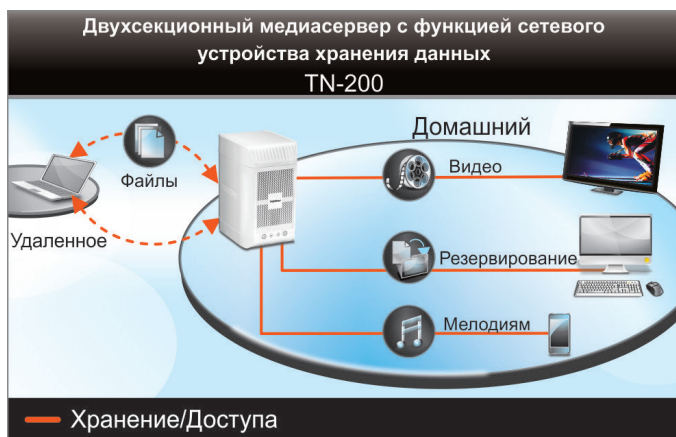 Двухсекционный медиасервер с функцией сетевого
устройства хранения данных
TN-200
Домашний
Файлы
Видео
Удаленное
Резервирование
Мелодиям
Хранение/Доступа